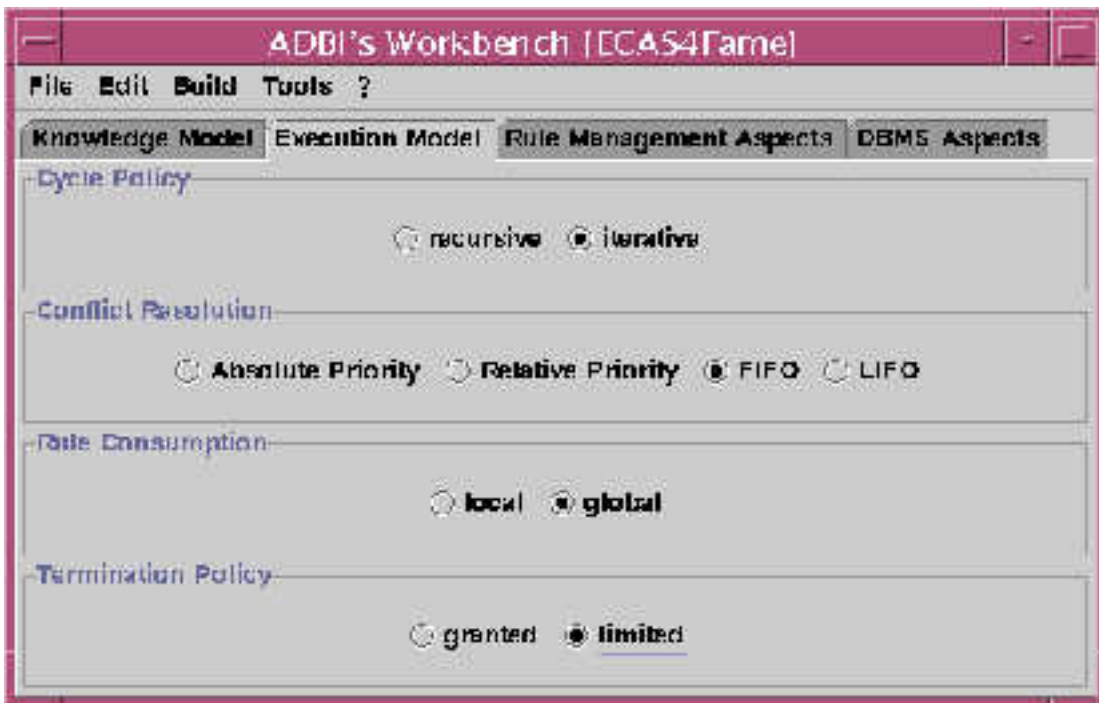 ADBI's Workbench [ECAS4Fame]
File Edit Build Tools ?
Knowledge Model Execution Model Rule Management Aspects DBMS Aspects
Cycle Policy
recursive iterative
Conflict Resolution
Absolute Priority Relative Priority FIFO LIFO
Rule Consumption
local global
Termination Policy
granted limited